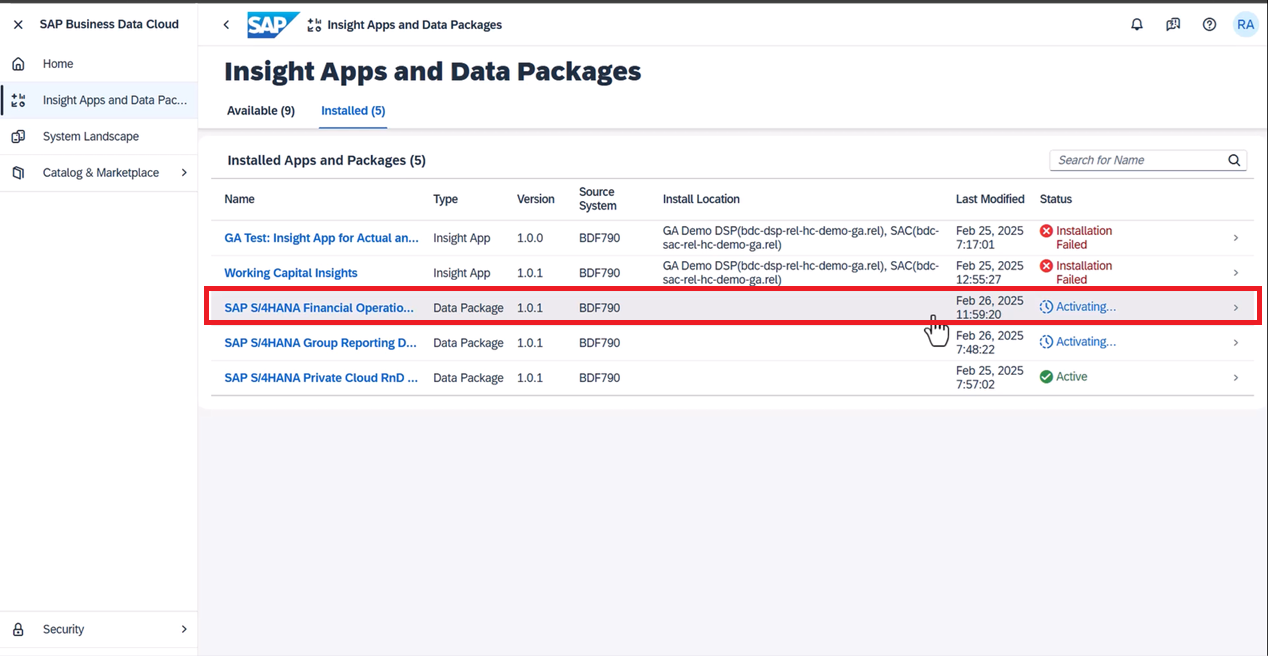 SAP Business Data Cloud
Home
Insight Apps and Data Pac...
System Landscape
Catalog & Marketplace
Security
SAP Insight Apps and Data Packages
RA
Insight Apps and Data Packages
Available (9) Installed (5)
Installed Apps and Packages (5)
Search for Name
Name Type Version Source System Install Location Last Modified Status
GA Test: Insight App for Actual an... Insight App 1.0.0 BDF790 GA Demo DSP(bdc-dsp-rel-hc-demo-ga.rel), SAC(bdc-sac-rel-hc-demo-ga.rel) Feb 25, 2025 7:17:01 Installation Failed
Working Capital Insights Insight App 1.0.1 BDF790 GA Demo DSP(bdc-dsp-rel-hc-demo-ga.rel), SAC(bdc-sac-rel-hc-demo-ga.rel) Feb 25, 2025 12:55:27 Installation Failed
SAP S/4HANA Financial Operatio... Data Package 1.0.1 BDF790 Feb 26, 2025 11:59:20 Activating...
SAP S/4HANA Group Reporting D... Data Package 1.0.1 BDF790 Feb 26, 2025 7:48:22 Activating...
SAP S/4HANA Private Cloud RnD ... Data Package 1.0.1 BDF790 Feb 25, 2025 7:57:02 Active